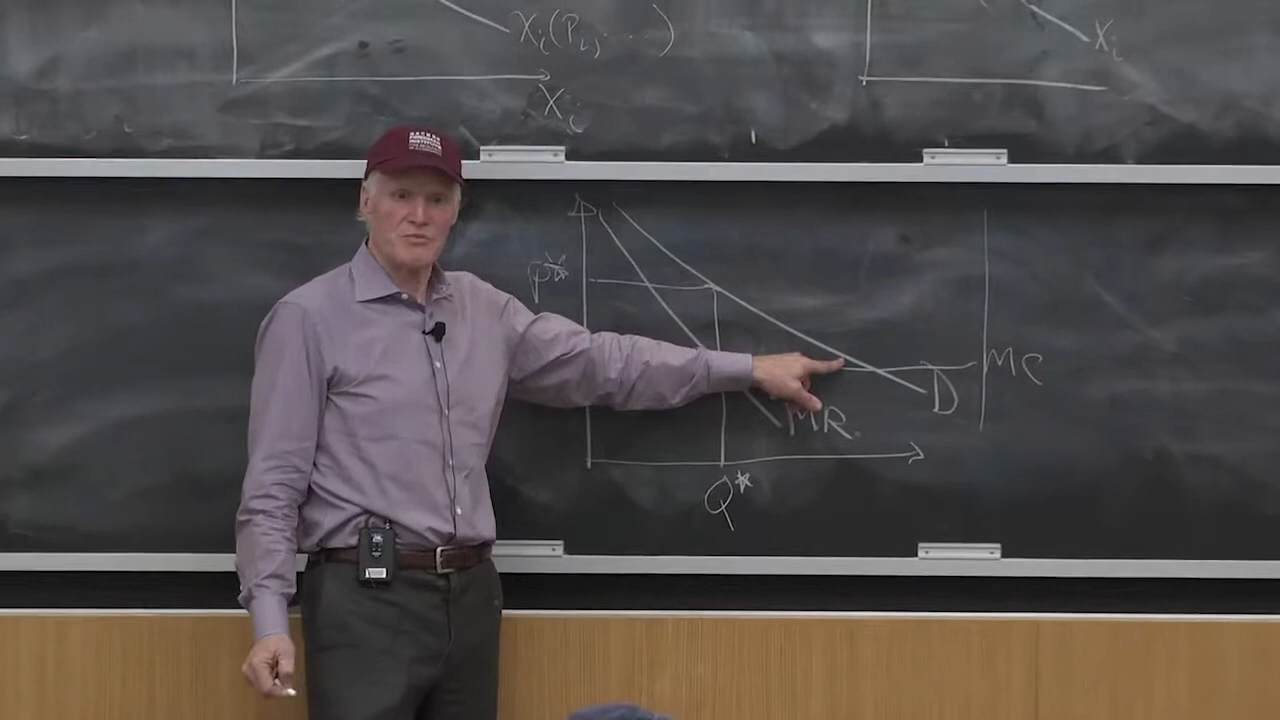 Xi(Pi, ...)
Xi
Xi
P
P*
MC
D
MR.
Q*